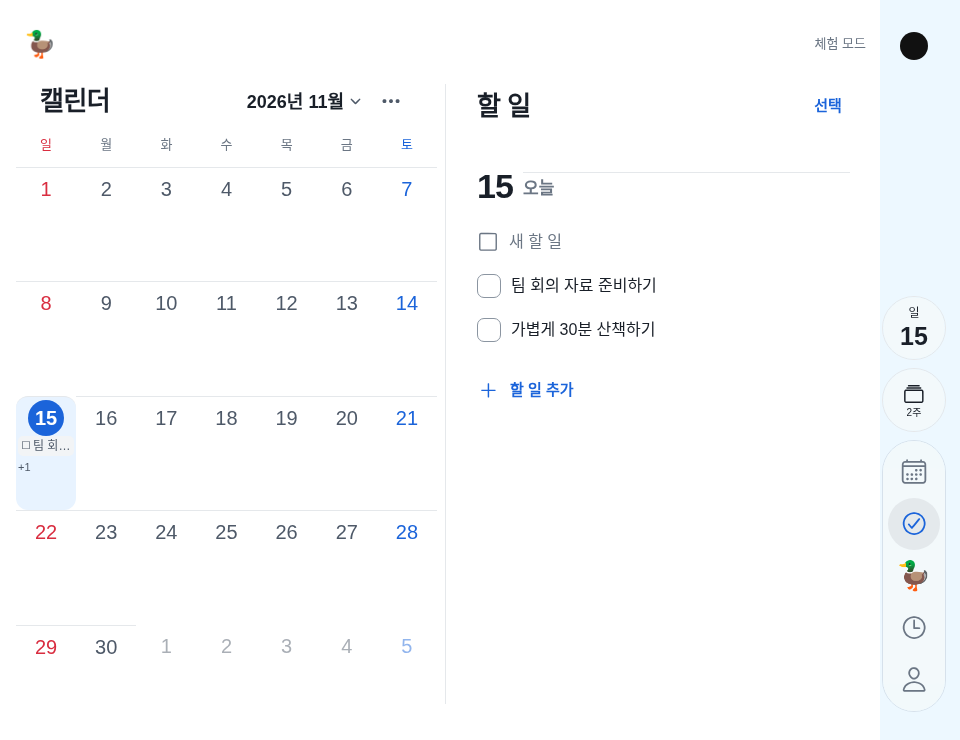 체험 모드
캘린더
2026년 11월
일 월 화 수 목 금 토
1 2 3 4 5 6 7
8 9 10 11 12 13 14
15 16 17 18 19 20 21
팀 회…
+1
22 23 24 25 26 27 28
29 30 1 2 3 4 5
할 일
선택
15 오늘
새 할 일
팀 회의 자료 준비하기
가볍게 30분 산책하기
할 일 추가
일
15
2주